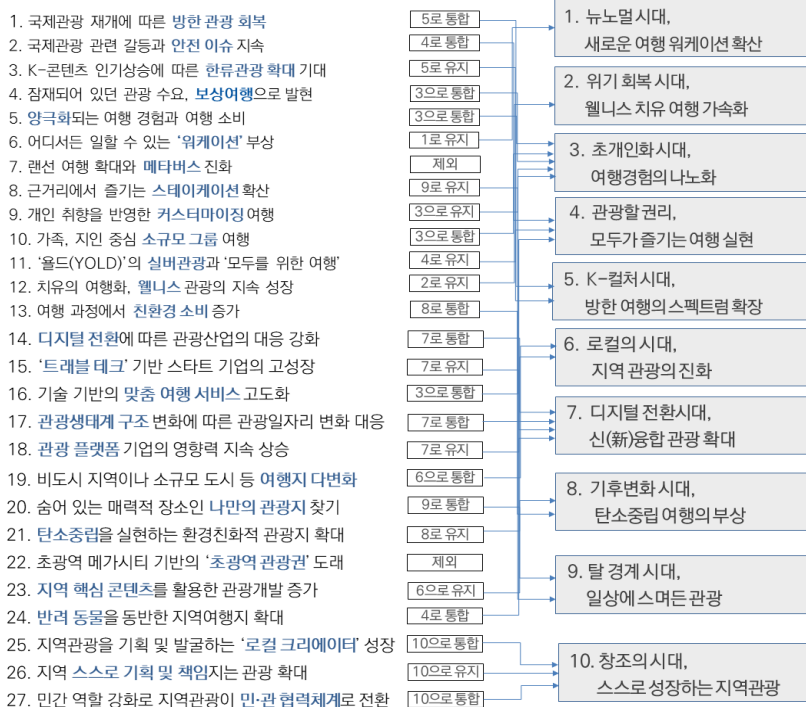 1. 국제관광 재개에 따른 방한 관광 회복
5로 통합
2. 국제관광 관련 갈등과 안전 이슈 지속
4로 통합
3. K-콘텐츠 인기상승에 따른 한류관광 확대 기대
5로 유지
4. 잠재되어 있던 관광 수요, 보상여행으로 발현
3으로 통합
5. 양극화되는 여행 경험과 여행 소비
3으로 통합
6. 어디서든 일할 수 있는 '워케이션' 부상
1로 유지
7. 랜선 여행 확대와 메타버스 진화
제외
8. 근거리에서 즐기는 스테이케이션 확산
9로 유지
9. 개인 취향을 반영한 커스터마이징 여행
3으로 유지
10. 가족, 지인 중심 소규모 그룹 여행
3으로 통합
11. '욜드(YOLD)'의 실버관광과 '모두를 위한 여행'
4로 유지
12. 치유의 여행화, 웰니스 관광의 지속 성장
2로 유지
13. 여행 과정에서 친환경 소비 증가
8로 통합
14. 디지털 전환에 따른 관광산업의 대응 강화
7로 통합
15. '트래블 테크' 기반 스타트 기업의 고성장
7로 유지
16. 기술 기반의 맞춤 여행 서비스 고도화
3으로 통합
17. 관광생태계 구조 변화에 따른 관광일자리 변화 대응
7로 통합
18. 관광 플랫폼 기업의 영향력 지속 상승
7로 유지
19. 비도시 지역이나 소규모 도시 등 여행지 다변화
6으로 통합
20. 숨어 있는 매력적 장소인 나만의 관광지 찾기
9로 통합
21. 탄소중립을 실현하는 환경친화적 관광지 확대
8로 유지
22. 초광역 메가시티 기반의 '초광역 관광권' 도래
제외
23. 지역 핵심 콘텐츠를 활용한 관광개발 증가
6으로 유지
24. 반려 동물을 동반한 지역여행지 확대
4로 통합
25. 지역관광을 기획 및 발굴하는 '로컬 크리에이터' 성장
10으로 통합
26. 지역 스스로 기획 및 책임지는 관광 확대
10으로 유지
27. 민간 역할 강화로 지역관광이 민·관 협력체계로 전환
10으로 통합
1. 뉴노멀시대,
새로운 여행 워케이션 확산
2. 위기 회복 시대,
웰니스 치유 여행 가속화
3. 초개인화시대,
여행경험의 나노화
4. 관광할 권리,
모두가 즐기는 여행 실현
5. K-컬처시대,
방한 여행의 스펙트럼 확장
6. 로컬의 시대,
지역 관광의 진화
7. 디지털 전환시대,
신(新)융합 관광 확대
8. 기후변화 시대,
탄소중립 여행의 부상
9. 탈 경계 시대,
일상에 스며든 관광
10. 창조의 시대,
스스로 성장하는 지역관광